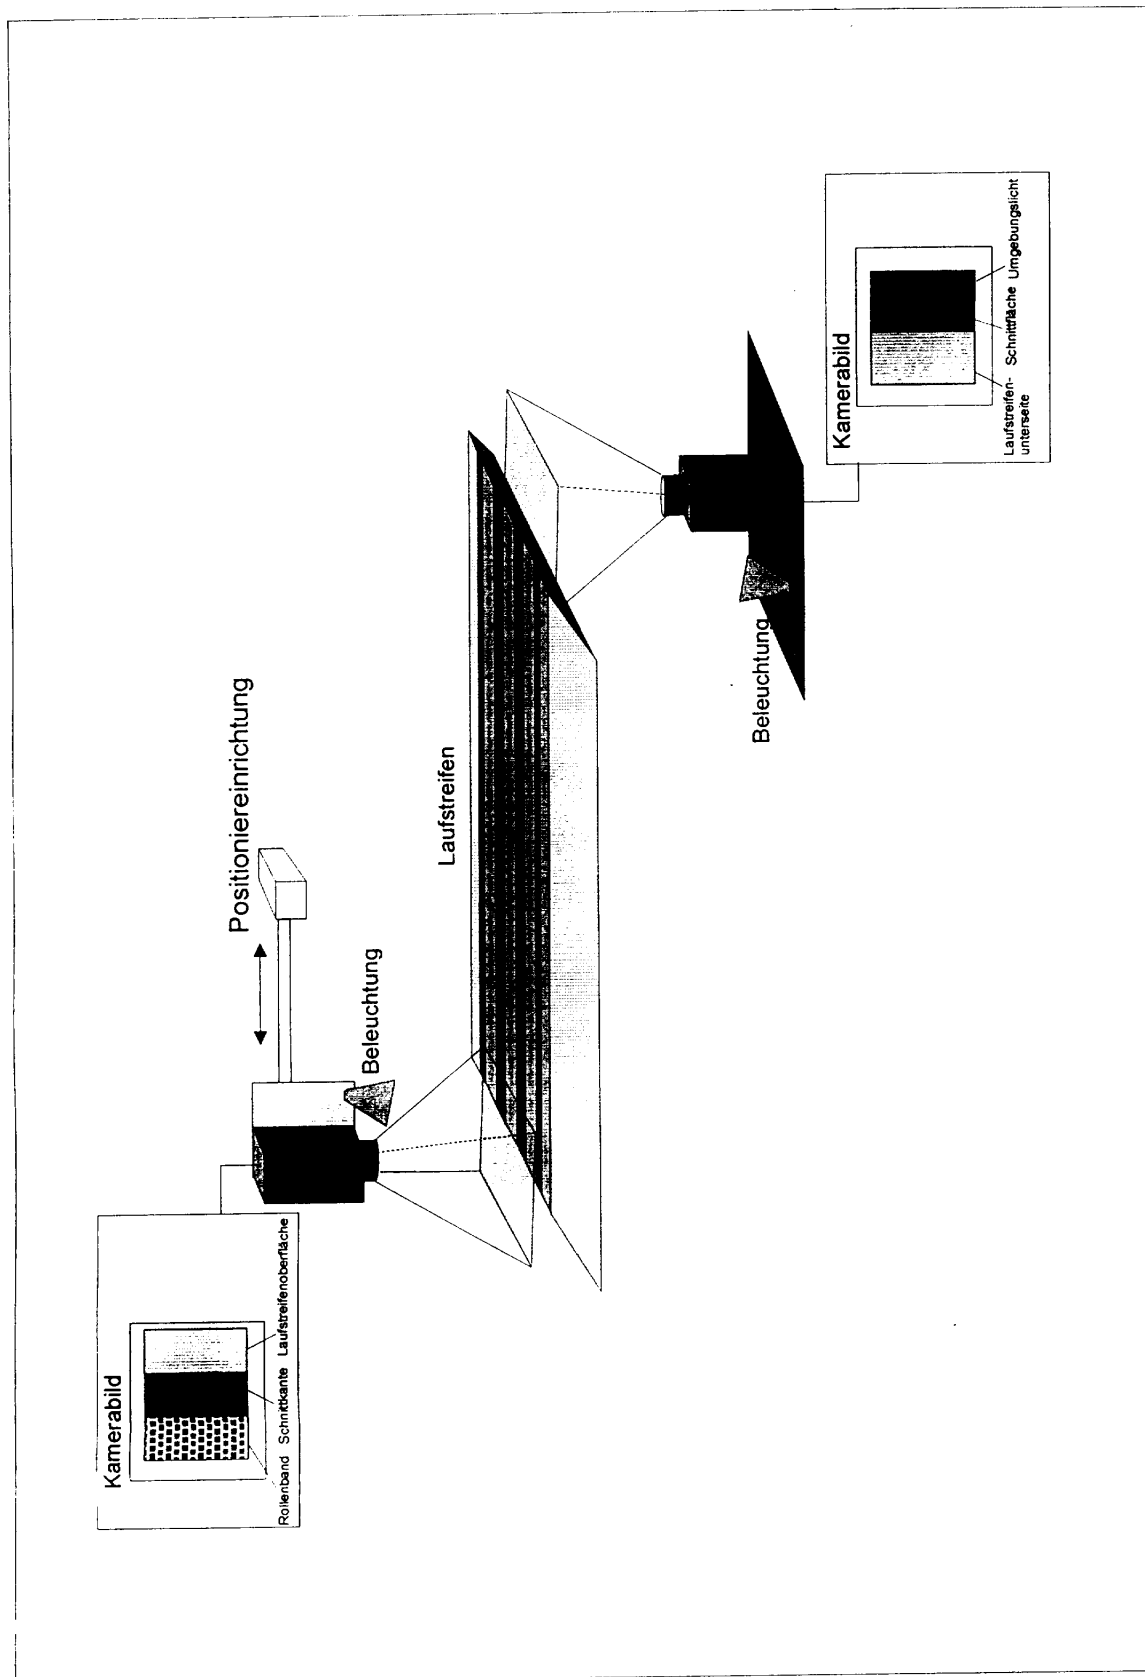 Kamerabild
Rollenband Schnittkante Laufstreifenoberfläche
Positioniereinrichtung
Beleuchtung
Laufstreifen
Beleuchtung
Kamerabild
Laufstreifen- Schnittfläche Umgebungslicht
unterseite